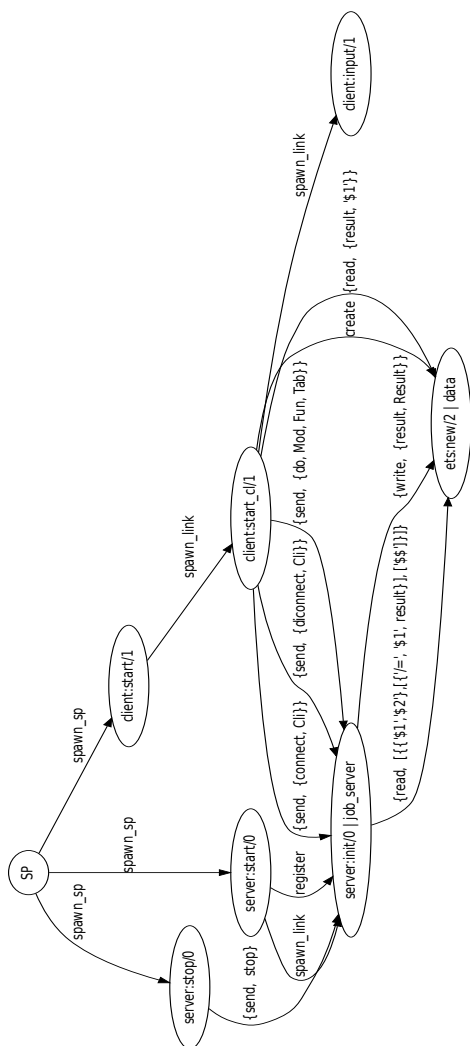 SP
spawn_sp
spawn_sp
spawn_sp
server:stop/0
server:start/0
client:start/1
{send, stop}
spawn_link
register
spawn_link
client:start_cl/1
{send, {connect, Cli}}
{send, {diconnect, Cli}}
{send, {do, Mod, Fun, Tab}}
create
{read, {result, '$1'}}
spawn_link
client:input/1
server:init/0 | job_server
{read, [{{'$1','$2'},[{'/=', '$1', result}], ['$$']}]}
{write, {result, Result}}
ets:new/2 | data